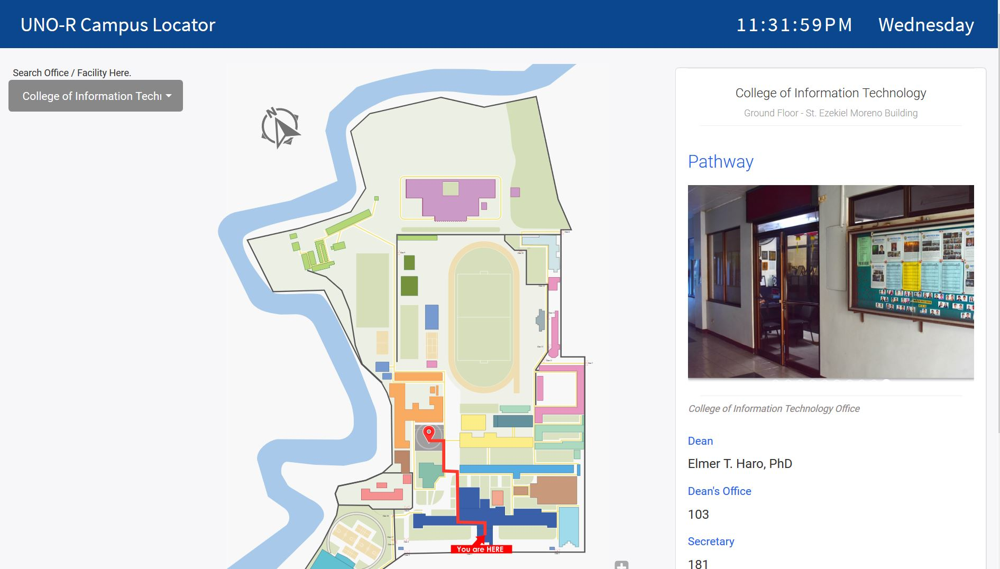 UNO-R Campus Locator
11:31:59PM
Wednesday
Search Office / Facility Here.
College of Information Techn
N
You are HERE
College of Information Technology
Ground Floor - St. Ezekiel Moreno Building
Pathway
College of Information Technology Office
Dean
Elmer T. Haro, PhD
Dean's Office
103
Secretary
181